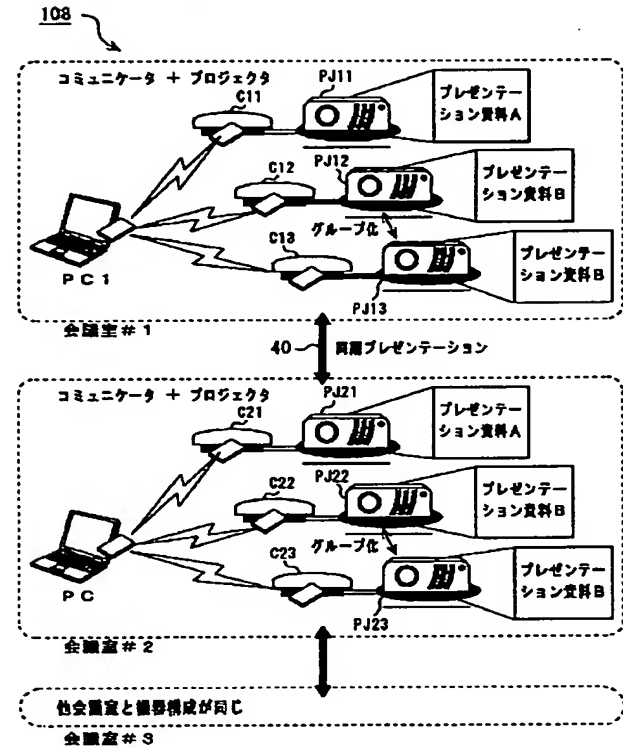 108
コミュニケータ + プロジェクタ
C11
PJ11
プレゼンテー
ション資料A
C12
PJ12
プレゼンテー
ション資料B
グループ化
C13
PJ13
プレゼンテー
ション資料B
PC1
会議室#1
40
同期プレゼンテーション
コミュニケータ + プロジェクタ
C21
PJ21
プレゼンテー
ション資料A
C22
PJ22
プレゼンテー
ション資料B
グループ化
C23
PJ23
プレゼンテー
ション資料B
PC
会議室#2
他会議室と機器構成が同じ
会議室#3